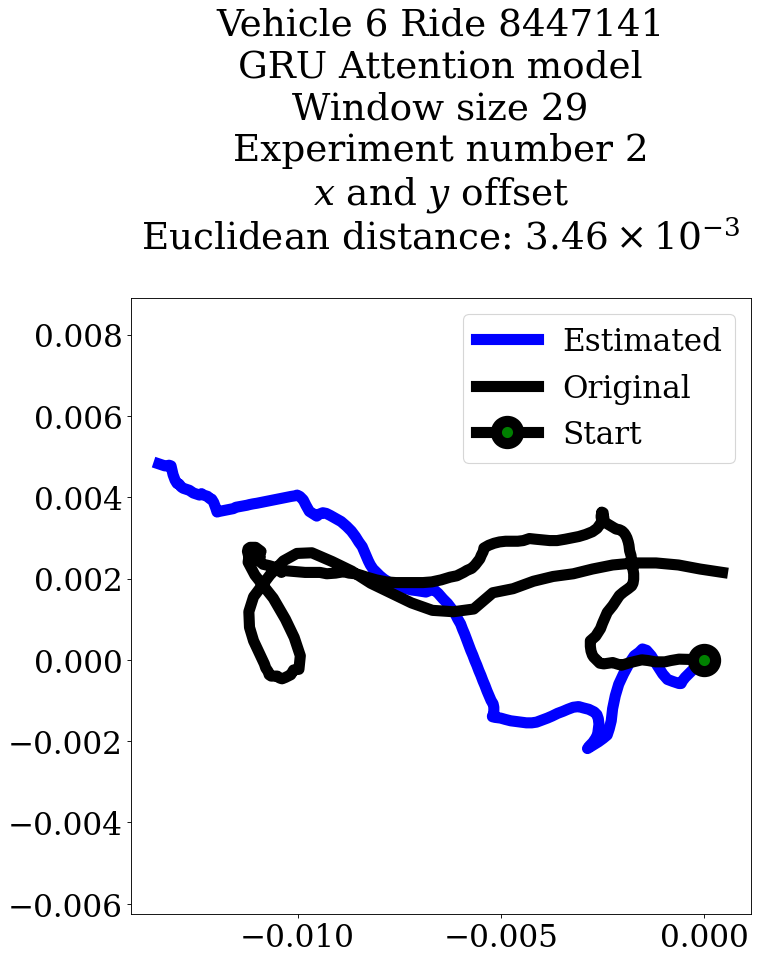 Vehicle 6 Ride 8447141
GRU Attention model
Window size 29
Experiment number 2
x and y offset
Euclidean distance: 3.46 × 10⁻³
Estimated
Original
Start
0.008
0.006
0.004
0.002
0.000
−0.002
−0.004
−0.006
−0.010 −0.005 0.000